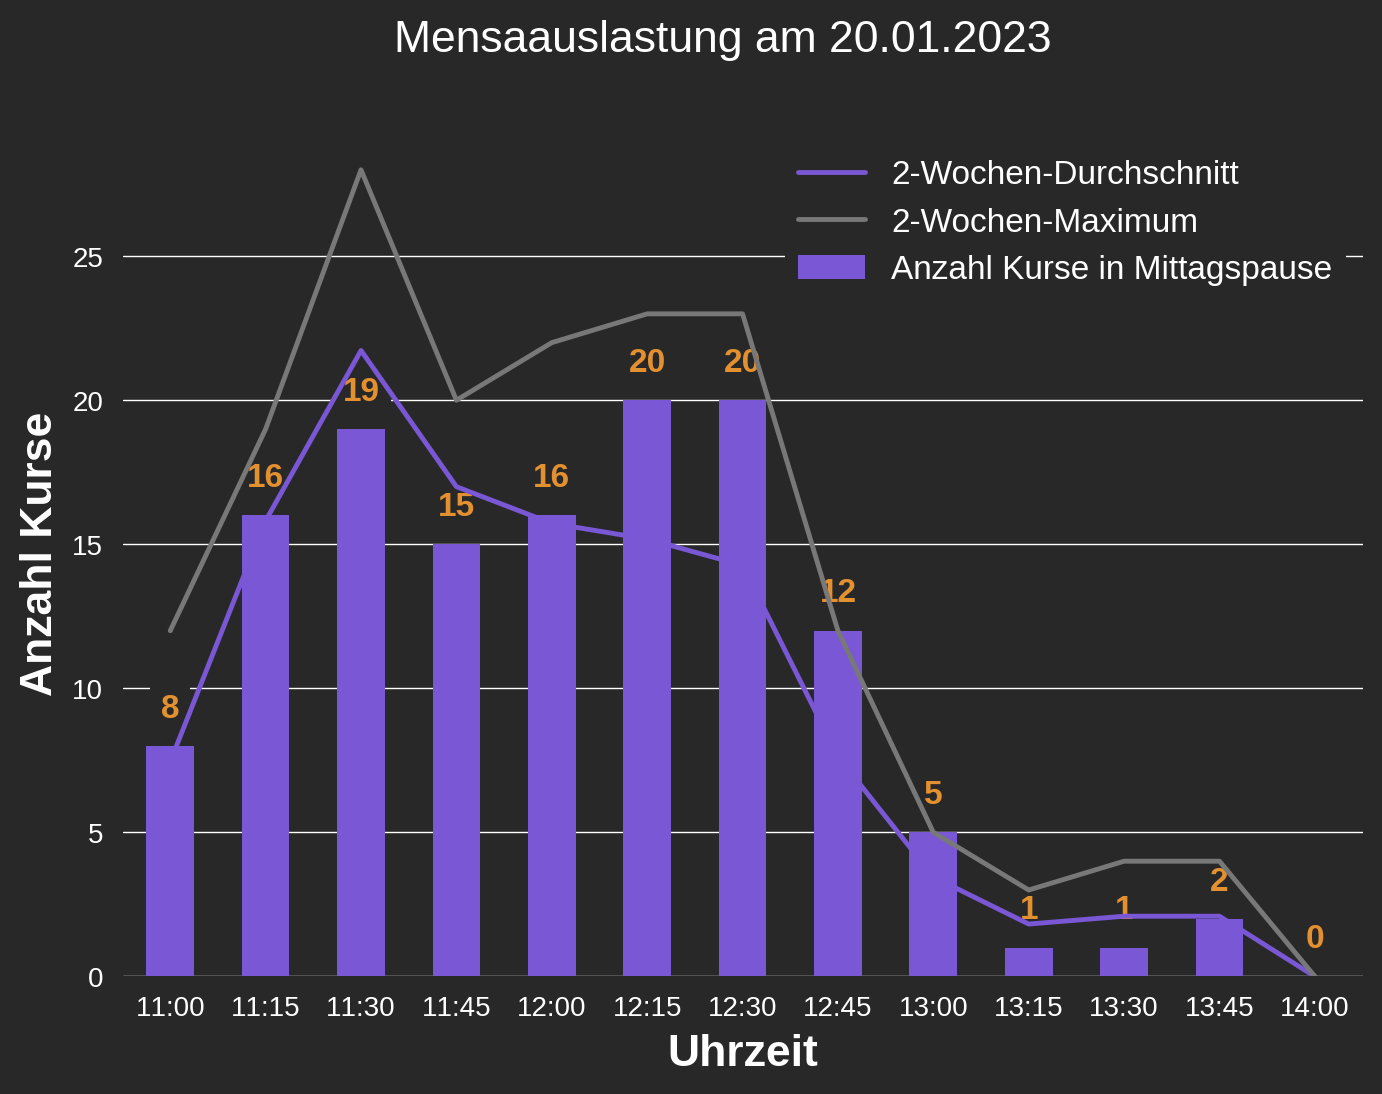 Mensaauslastung am 20.01.2023
2-Wochen-Durchschnitt
2-Wochen-Maximum
Anzahl Kurse in Mittagspause
25
20
15
10
5
0
Anzahl Kurse
8
16
19
15
16
20
20
12
5
1
1
2
0
11:00 11:15 11:30 11:45 12:00 12:15 12:30 12:45 13:00 13:15 13:30 13:45 14:00
Uhrzeit